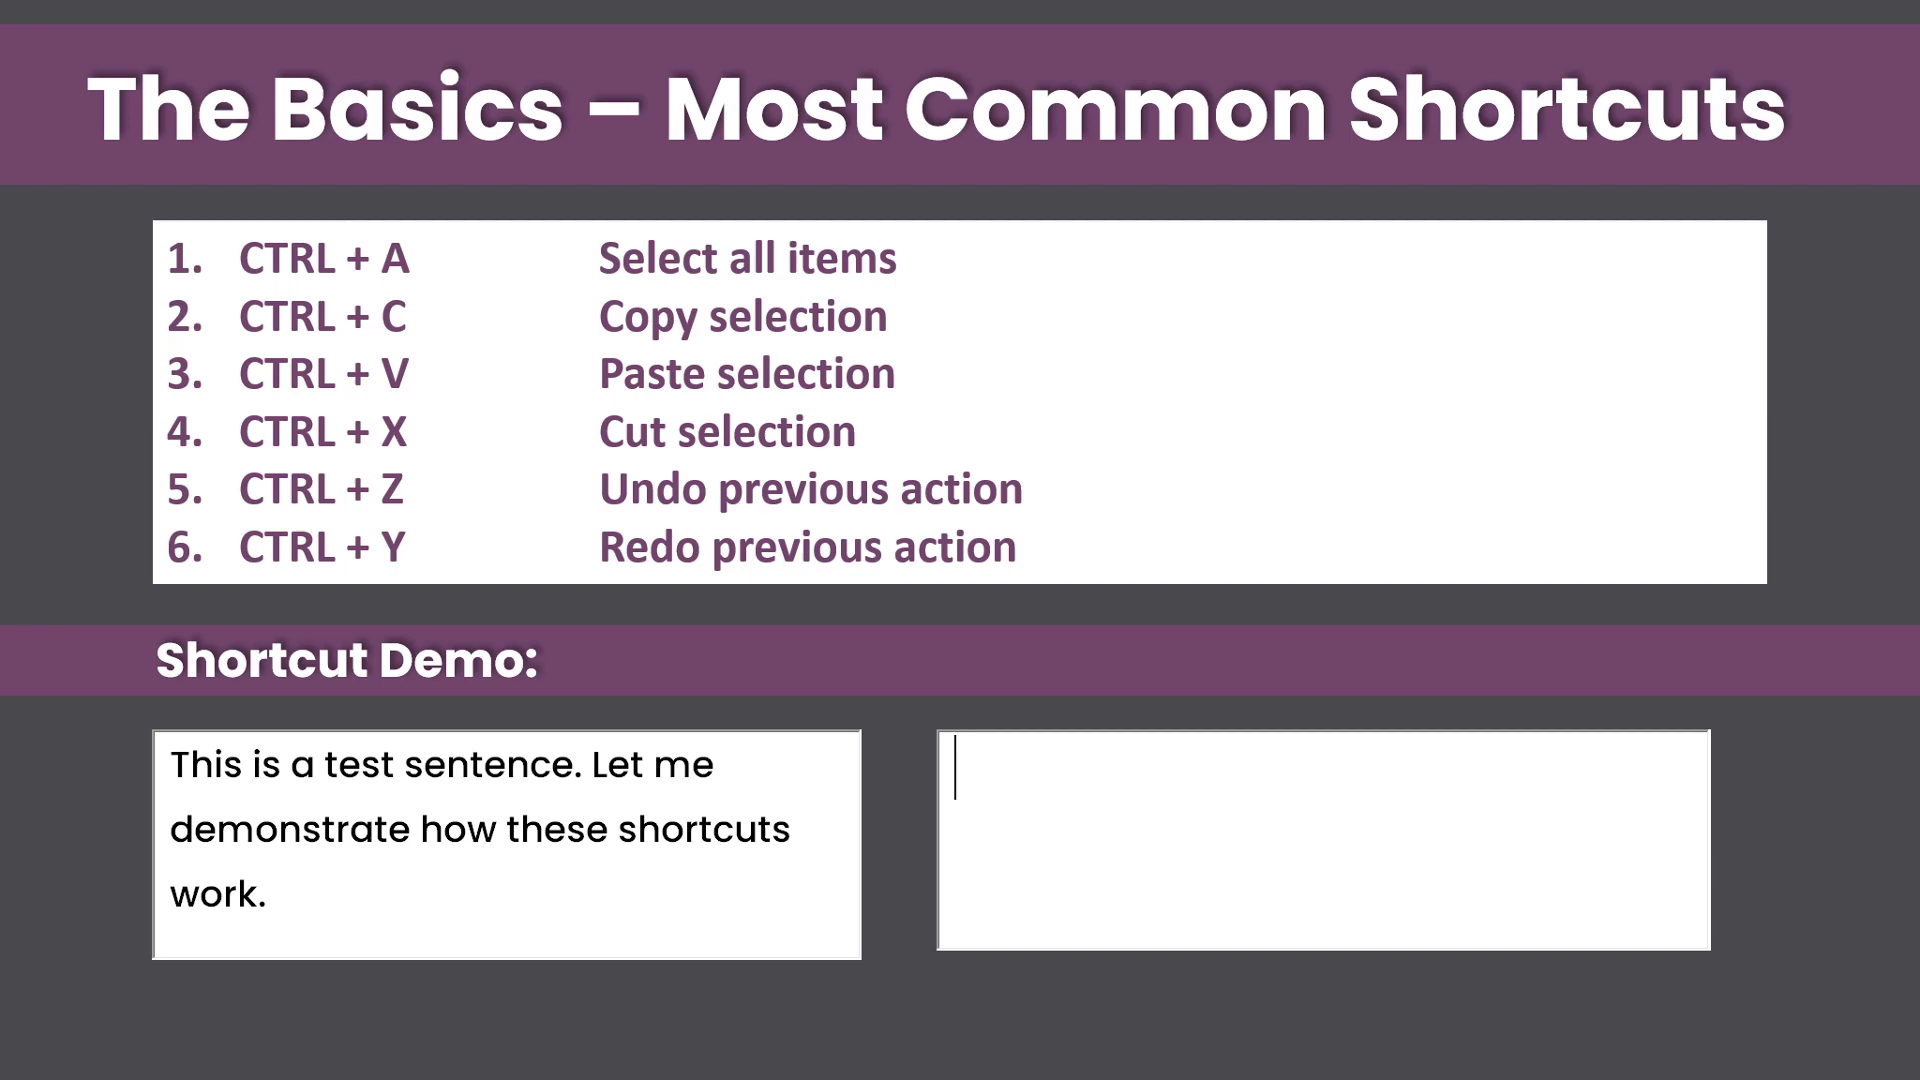 The Basics – Most Common Shortcuts
1. CTRL + A Select all items
2. CTRL + C Copy selection
3. CTRL + V Paste selection
4. CTRL + X Cut selection
5. CTRL + Z Undo previous action
6. CTRL + Y Redo previous action
Shortcut Demo:
This is a test sentence. Let me
demonstrate how these shortcuts
work.